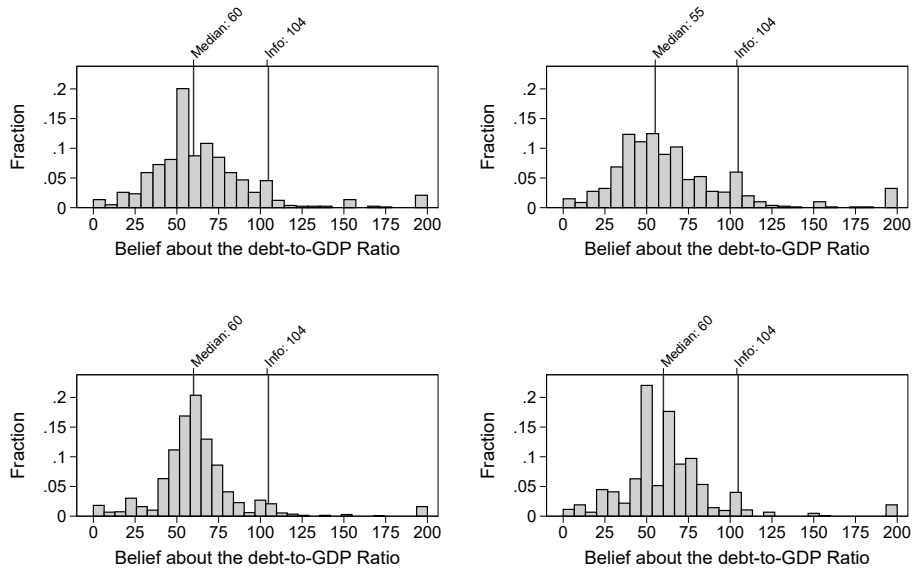 Median: 60
Info: 104
Fraction
.2
.15
.1
.05
0
0 25 50 75 100 125 150 175 200
Belief about the debt-to-GDP Ratio
Median: 55
Info: 104
Fraction
.2
.15
.1
.05
0
0 25 50 75 100 125 150 175 200
Belief about the debt-to-GDP Ratio
Median: 60
Info: 104
Fraction
.2
.15
.1
.05
0
0 25 50 75 100 125 150 175 200
Belief about the debt-to-GDP Ratio
Median: 60
Info: 104
Fraction
.2
.15
.1
.05
0
0 25 50 75 100 125 150 175 200
Belief about the debt-to-GDP Ratio